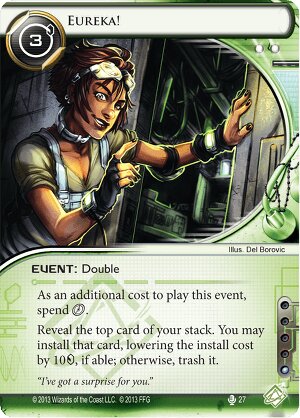 EUREKA!
3
Illus. Del Borovic
EVENT: Double
As an additional cost to play this event,
spend .
Reveal the top card of your stack. You may
install that card, lowering the install cost
by 10, if able; otherwise, trash it.
"I've got a surprise for you."
© 2013 Wizards of the Coast LLC. © 2013 FFG
27